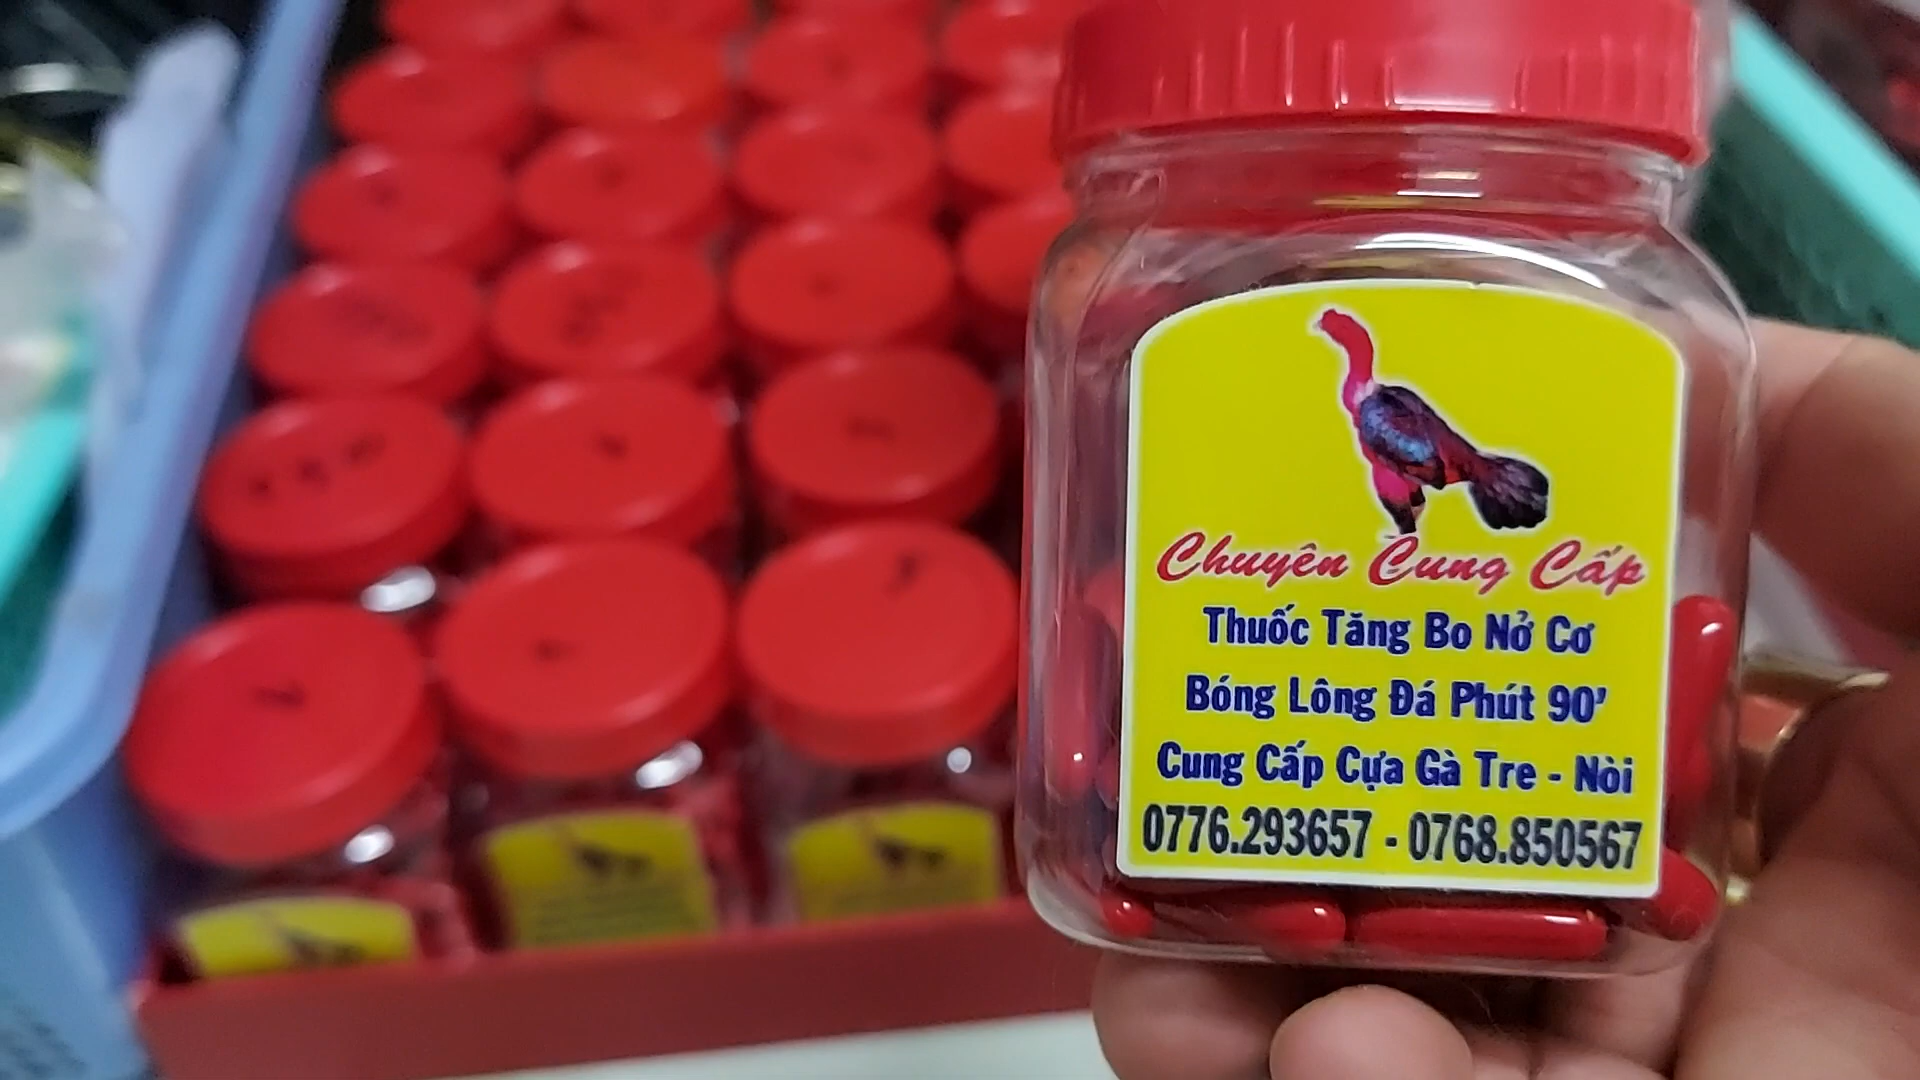 Chuyên Cung Cấp
Thuốc Tăng Bo Nở Cơ
Bóng Lông Đá Phút 90'
Cung Cấp Cựa Gà Tre - Nòi
0776.293657 - 0768.850567